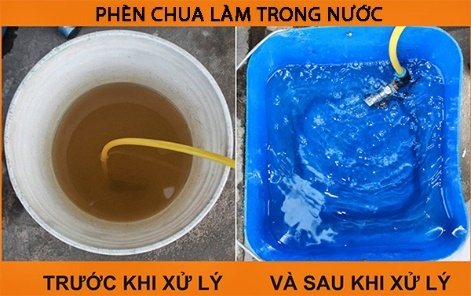 PHÈN CHUA LÀM TRONG NƯỚC
TRƯỚC KHI XỬ LÝ
VÀ SAU KHI XỬ LÝ